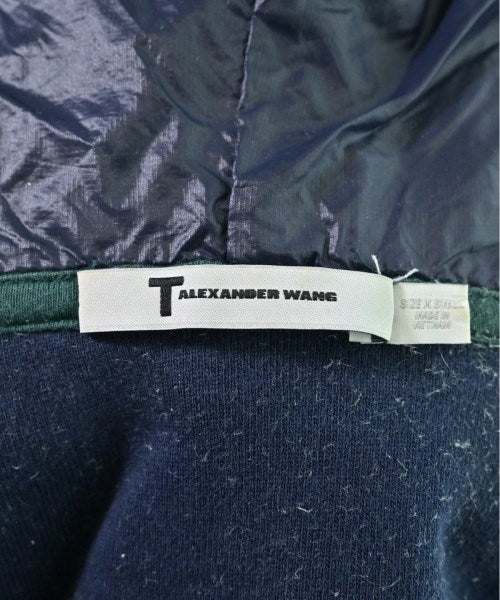 T ALEXANDER WANG
SIZE X SMALL
MADE IN
VIETNAM